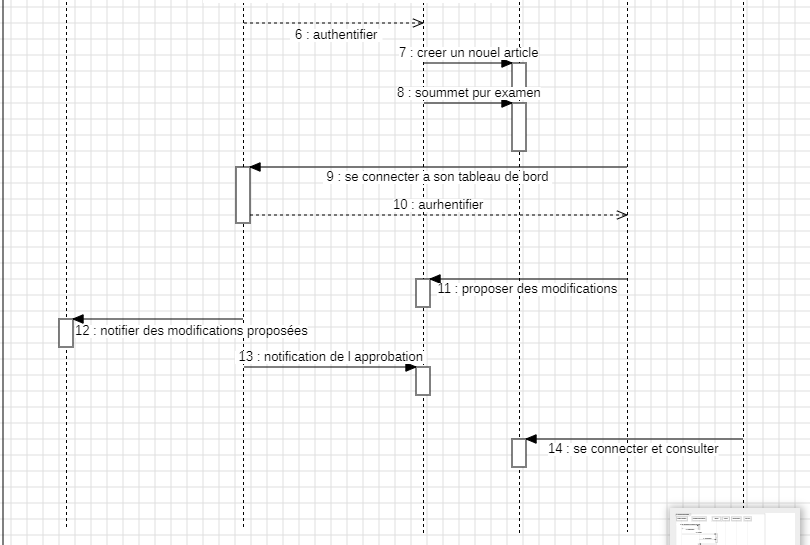 6 : authentifier
7 : creer un nouel article
8 : soummet pur examen
9 : se connecter a son tableau de bord
10 : aurhentifier
11 : proposer des modifications
12 : notifier des modifications proposées
13 : notification de l approbation
14 : se connecter et consulter